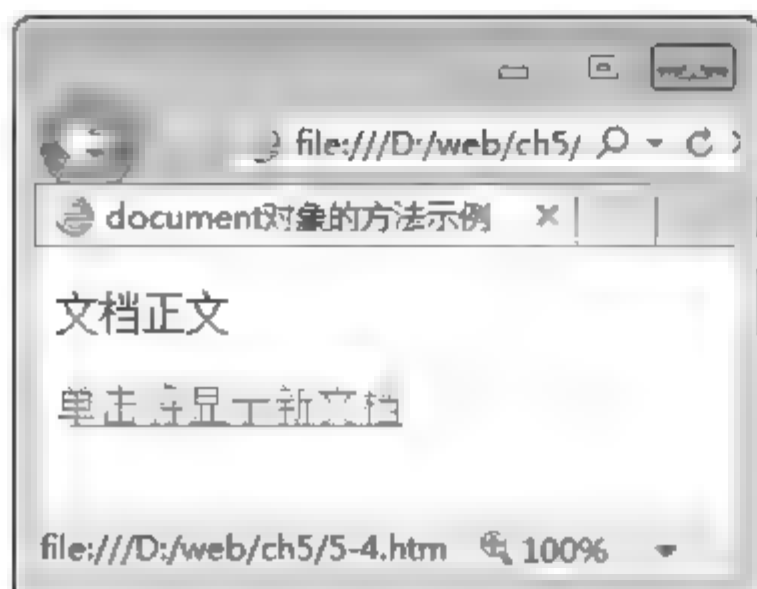 file:///D:/web/ch5/
document对象的方法示例
文档正文
单击 显示新文档
file:///D:/web/ch5/5-4.htm 100%